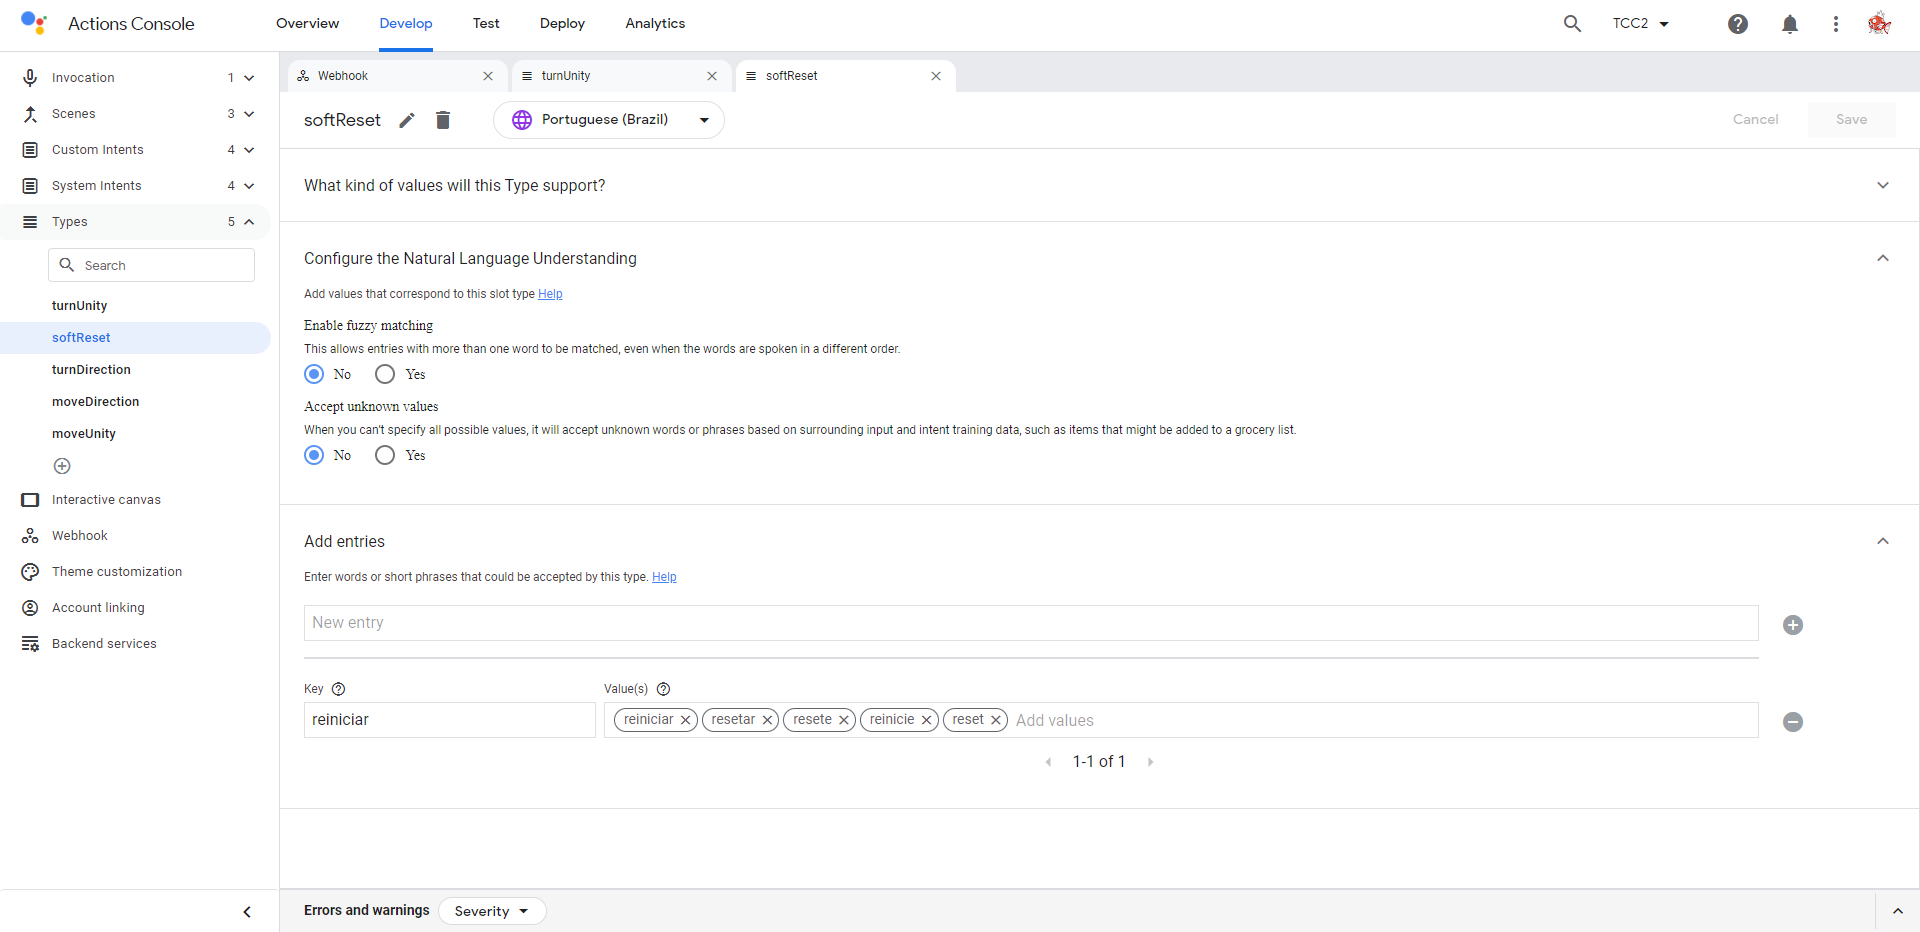 Actions Console
Overview
Develop
Test
Deploy
Analytics
TCC2
Invocation 1
Scenes 3
Custom Intents 4
System Intents 4
Types 5
Search
turnUnity
softReset
turnDirection
moveDirection
moveUnity
Interactive canvas
Webhook
Theme customization
Account linking
Backend services
Webhook
turnUnity
softReset
softReset
Portuguese (Brazil)
Cancel
Save
What kind of values will this Type support?
Configure the Natural Language Understanding
Add values that correspond to this slot type Help
Enable fuzzy matching
This allows entries with more than one word to be matched, even when the words are spoken in a different order.
No Yes
Accept unknown values
When you can't specify all possible values, it will accept unknown words or phrases based on surrounding input and intent training data, such as items that might be added to a grocery list.
No Yes
Add entries
Enter words or short phrases that could be accepted by this type. Help
New entry
Key Value(s)
reiniciar reiniciar resetar resete reinicie reset Add values
1-1 of 1
Errors and warnings Severity